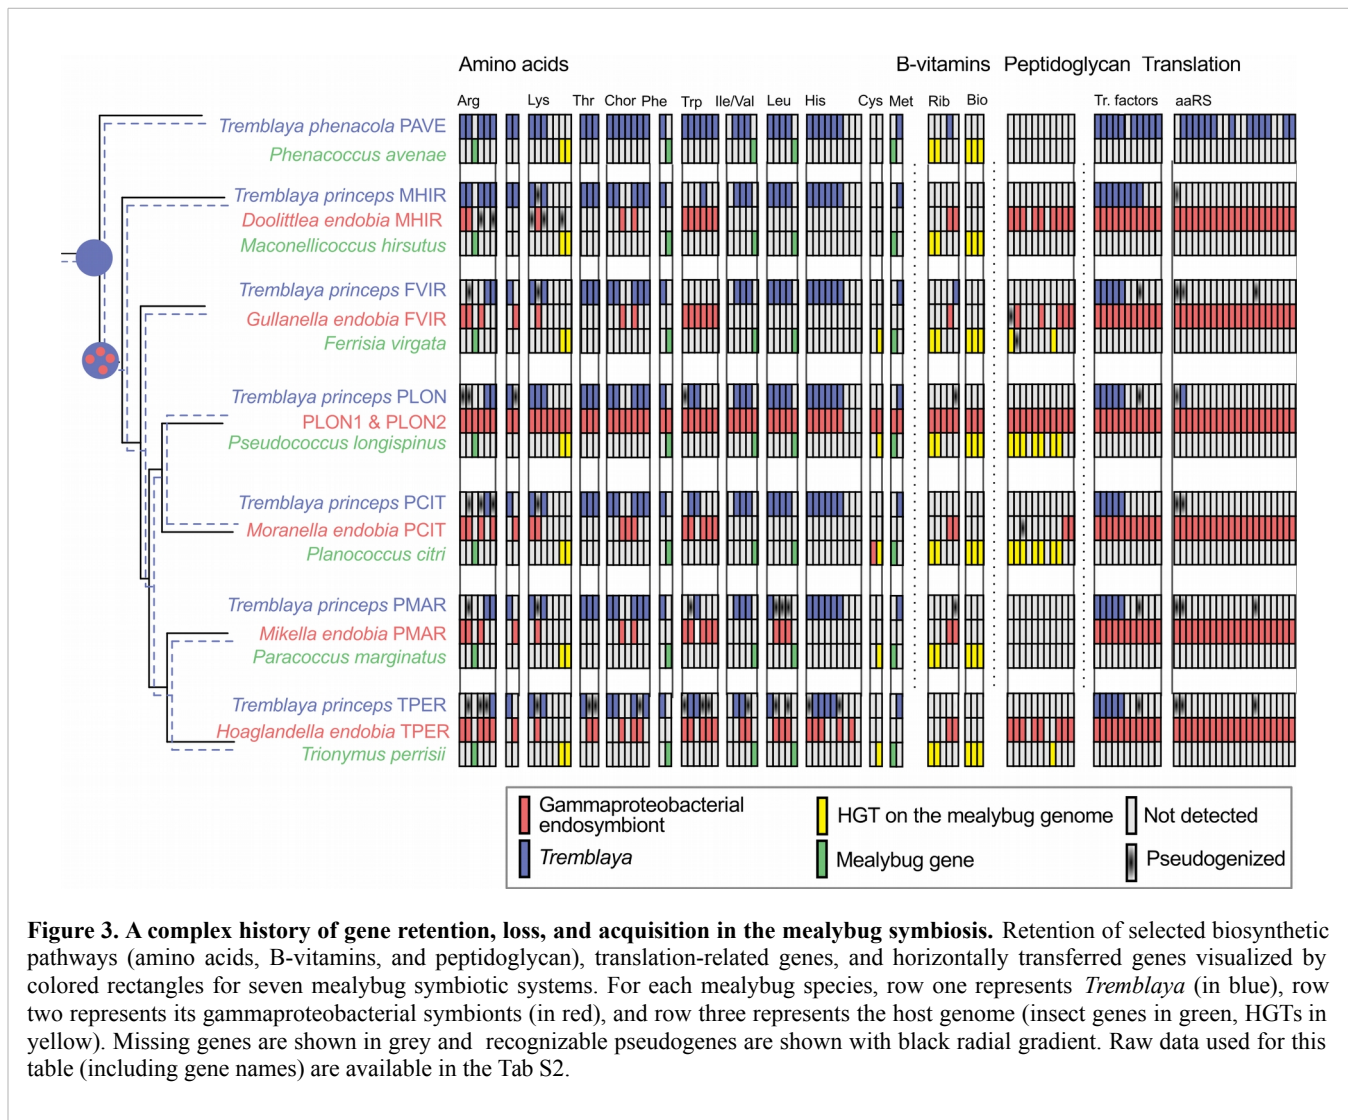 Amino acids B-vitamins Peptidoglycan Translation
Arg Lys Thr Chor Phe Trp Ile/Val Leu His Cys Met Rib Bio Tr. factors aaRS
Tremblaya phenacola PAVE
Phenacoccus avenae
Tremblaya princeps MHIR
Doolittlea endobia MHIR
Maconellicoccus hirsutus
Tremblaya princeps FVIR
Gullanella endobia FVIR
Ferrisia virgata
Tremblaya princeps PLON
PLON1 & PLON2
Pseudococcus longispinus
Tremblaya princeps PCIT
Moranella endobia PCIT
Planococcus citri
Tremblaya princeps PMAR
Mikella endobia PMAR
Paracoccus marginatus
Tremblaya princeps TPER
Hoaglandella endobia TPER
Trionymus perrisii
Gammaproteobacterial
endosymbiont
Tremblaya
HGT on the mealybug genome
Mealybug gene
Not detected
Pseudogenized
Figure 3. A complex history of gene retention, loss, and acquisition in the mealybug symbiosis. Retention of selected biosynthetic
pathways (amino acids, B-vitamins, and peptidoglycan), translation-related genes, and horizontally transferred genes visualized by
colored rectangles for seven mealybug symbiotic systems. For each mealybug species, row one represents Tremblaya (in blue), row
two represents its gammaproteobacterial symbionts (in red), and row three represents the host genome (insect genes in green, HGTs in
yellow). Missing genes are shown in grey and recognizable pseudogenes are shown with black radial gradient. Raw data used for this
table (including gene names) are available in the Tab S2.